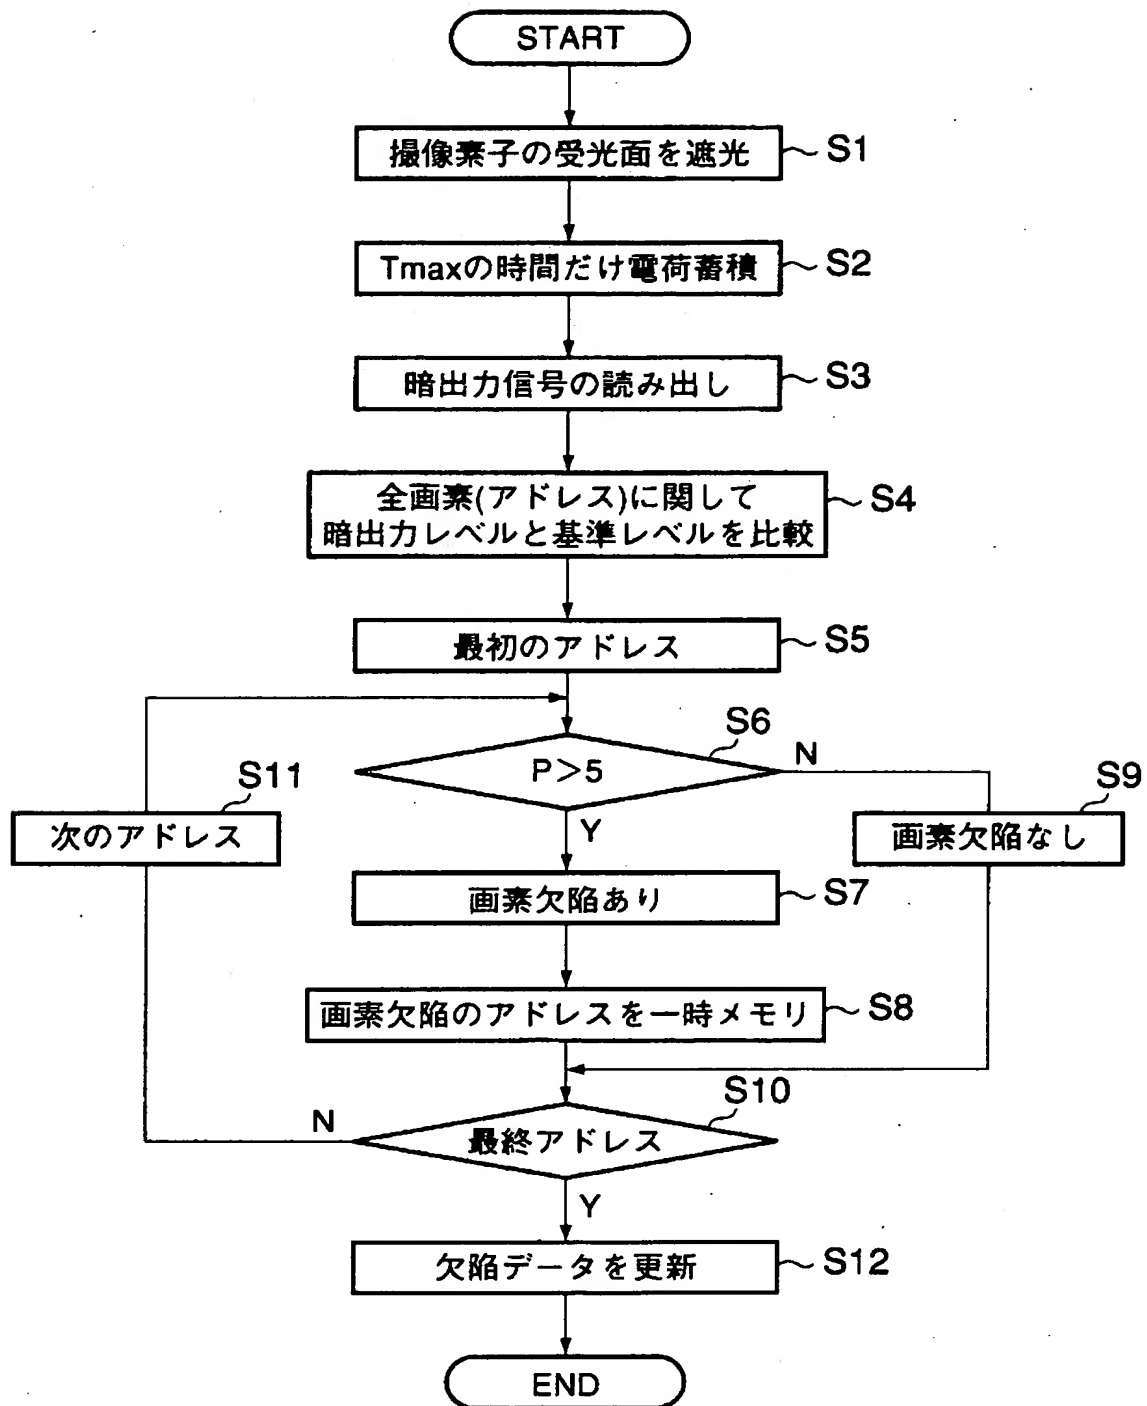 START
撮像素子の受光面を遮光
S1
Tmaxの時間だけ電荷蓄積
S2
暗出力信号の読み出し
S3
全画素(アドレス)に関して
暗出力レベルと基準レベルを比較
S4
最初のアドレス
S5
P>5
S6
N
Y
S11
次のアドレス
S9
画素欠陥なし
画素欠陥あり
S7
画素欠陥のアドレスを一時メモリ
S8
最終アドレス
S10
N
Y
欠陥データを更新
S12
END